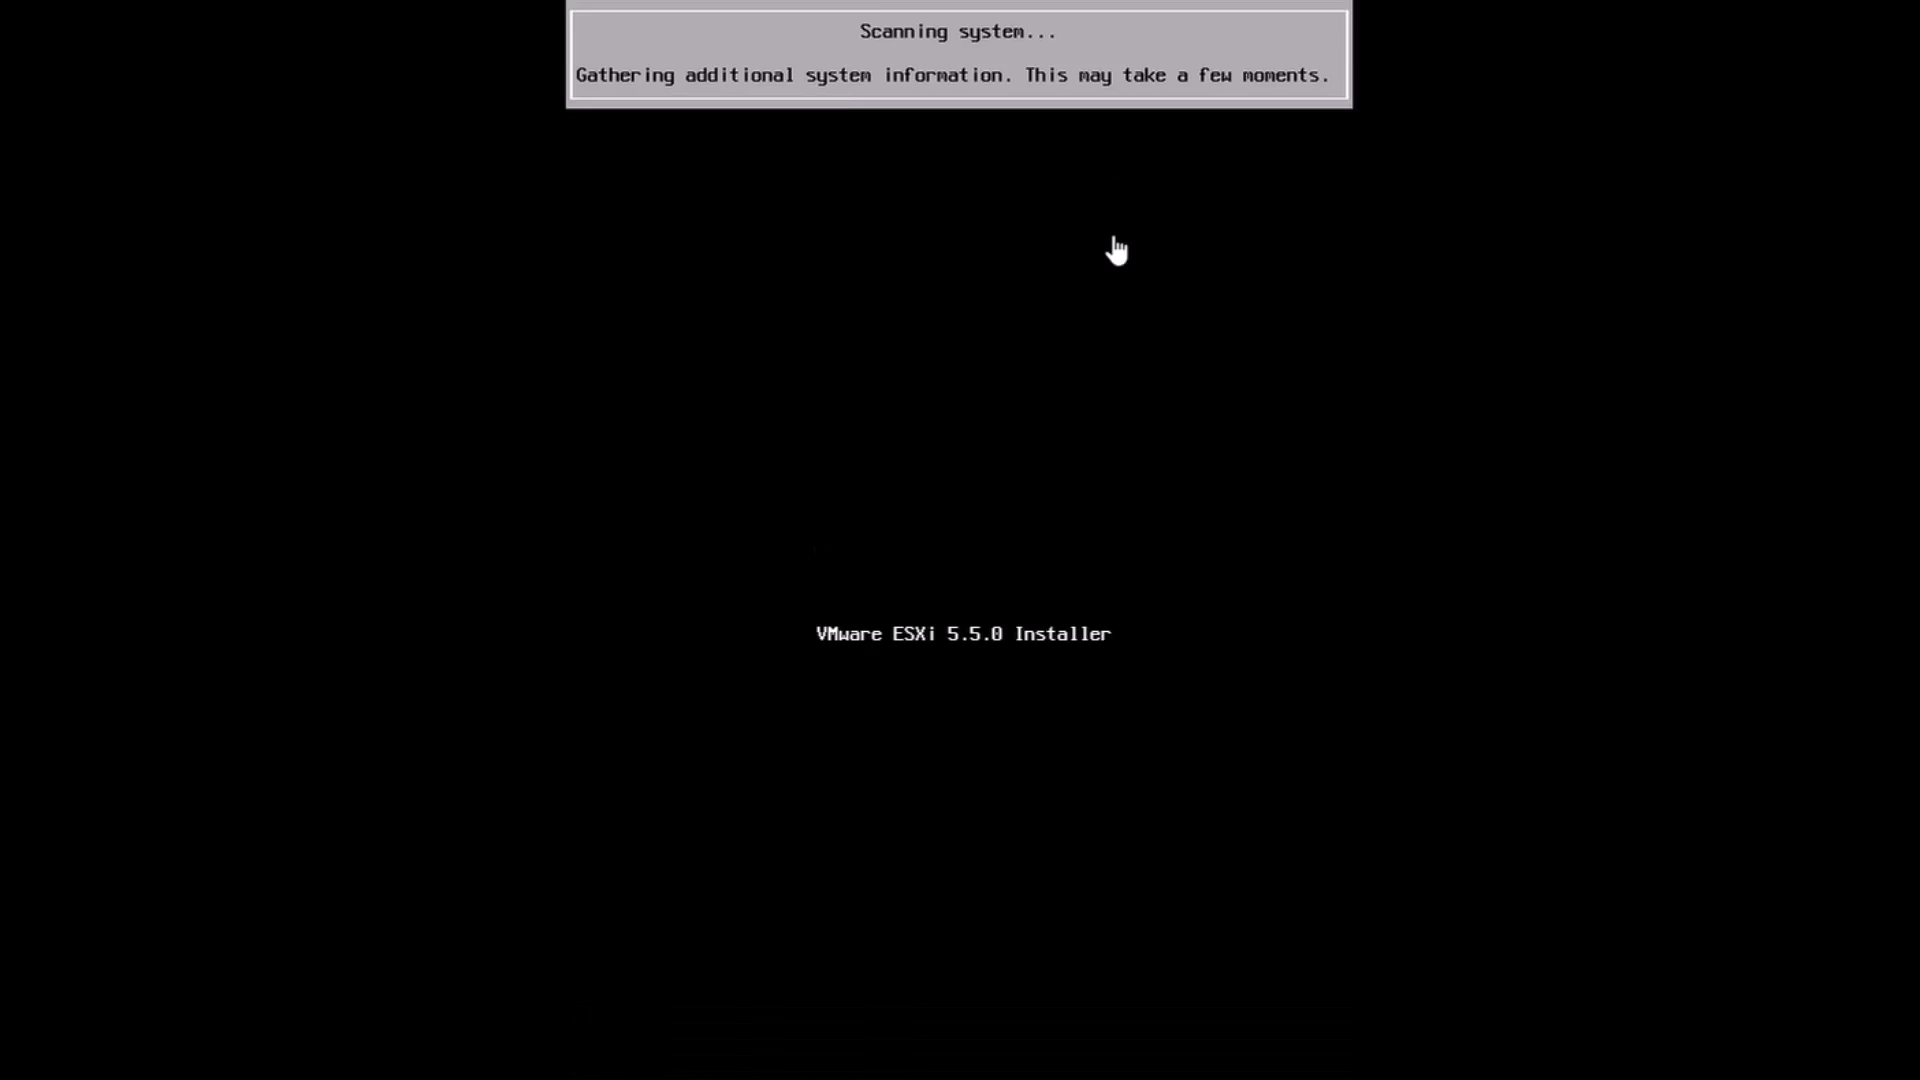 Scanning system...
Gathering additional system information. This may take a few moments.
VMware ESXi 5.5.0 Installer